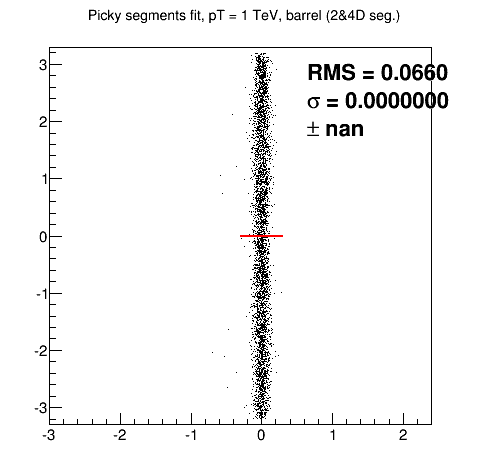 Picky segments fit, pT = 1 TeV, barrel (2&4D seg.)
RMS = 0.0660
σ = 0.0000000
± nan
3
2
1
0
-1
-2
-3
-3 -2 -1 0 1 2